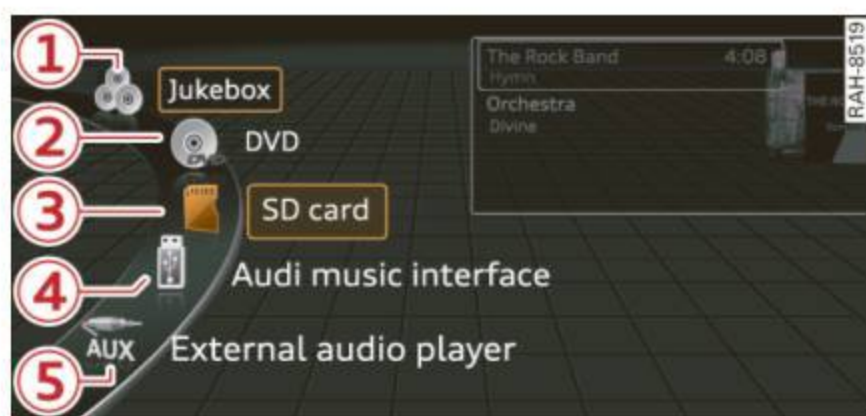 1
Jukebox
2
DVD
3
SD card
4
Audi music interface
AUX
External audio player
5
The Rock Band 4:08
Hymn
Orchestra
Divine
RAH-8519